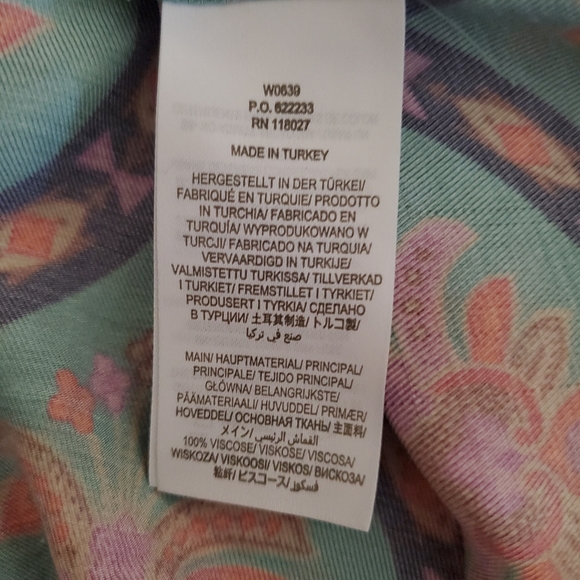 W0639
P.O. 622233
RN 118027
MADE IN TURKEY
HERGESTELLT IN DER TÜRKEI/
FABRIQUÉ EN TURQUIE/ PRODOTTO
IN TURCHIA/ FABRICADO EN
TURQUÍA/ WYPRODUKOWANO W
TURCJI/ FABRICADO NA TURQUIA/
VERVAARDIGD IN TURKIJE/
VALMISTETTU TURKISSA/ TILLVERKAD
I TURKIET/ FREMSTILLET I TYRKIET/
PRODUSERT I TYRKIA/ СДЕЛАНО
В ТУРЦИИ/ 土耳其制造/ トルコ製/
صنع في تركيا
MAIN/ HAUPTMATERIAL/ PRINCIPAL/
PRINCIPALE/ TEJIDO PRINCIPAL/
GŁÓWNA/ BELANGRIJKSTE/
PÄÄMATERIAALI/ HUVUDDEL/ PRIMÆR/
HOVEDDEL/ ОСНОВНАЯ ТКАНЬ/ 主面料/
メイン/ القماش الرئيسي/
100% VISCOSE/ VISKOSE/ VISCOSA/
WISKOZA/ VISKOOSI/ VISKOS/ ВИСКОЗА/
粘纤/ ビスコース/ فسكوز/